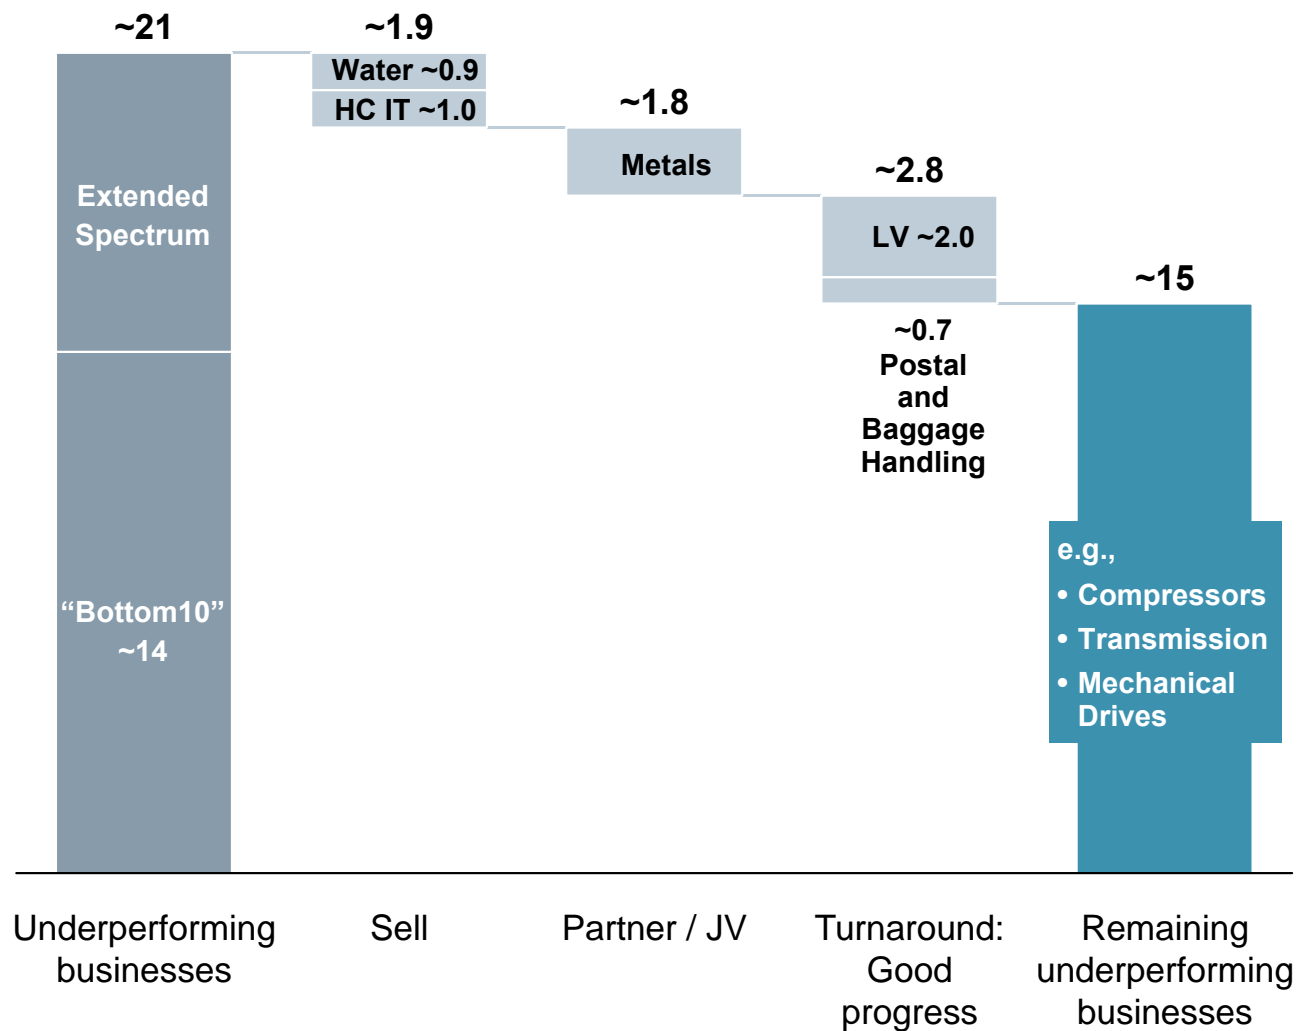 ~21
~1.9
Water ~0.9
HC IT ~1.0
~1.8
Metals
~2.8
LV ~2.0
~0.7
Postal
and
Baggage
Handling
~15
Extended
Spectrum
“Bottom10”
~14
e.g.,
• Compressors
• Transmission
• Mechanical
Drives
Underperforming
businesses
Sell
Partner / JV
Turnaround:
Good
progress
Remaining
underperforming
businesses